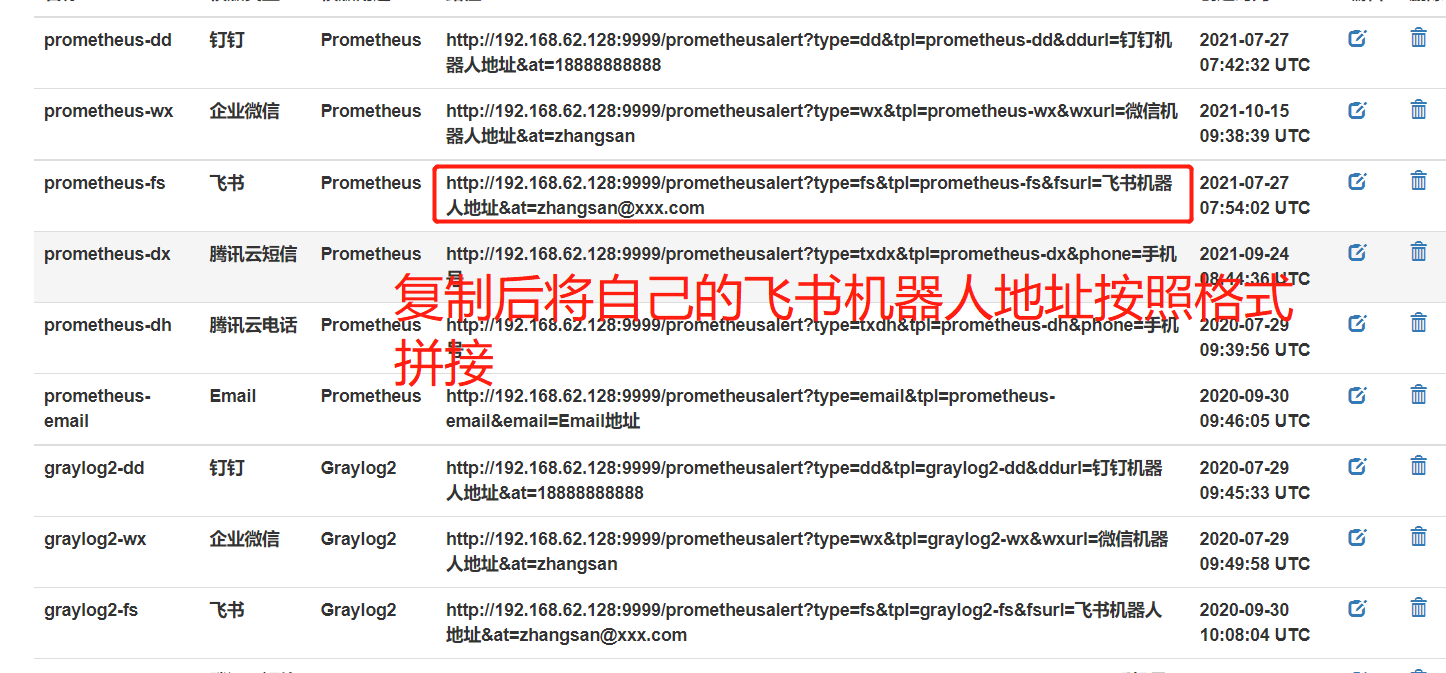 prometheus-dd 钉钉 Prometheus http://192.168.62.128:9999/prometheusalert?type=dd&tpl=prometheus-dd&ddurl=钉钉机 2021-07-27
器人地址&at=18888888888 07:42:32 UTC
prometheus-wx 企业微信 Prometheus http://192.168.62.128:9999/prometheusalert?type=wx&tpl=prometheus-wx&wxurl=微信机 2021-10-15
器人地址&at=zhangsan 09:38:39 UTC
prometheus-fs 飞书 Prometheus http://192.168.62.128:9999/prometheusalert?type=fs&tpl=prometheus-fs&fsurl=飞书机器 2021-07-27
人地址&at=zhangsan@xxx.com 07:54:02 UTC
prometheus-dx 腾讯云短信 Prometheus http://192.168.62.128:9999/prometheusalert?type=txdx&tpl=prometheus-dx&phone=手机 2021-09-24
号 08:44:36 UTC
复制后将自己的飞书机器人地址按照格式
拼接
prometheus-dh 腾讯云电话 Prometheus http://192.168.62.128:9999/prometheusalert?type=txdh&tpl=prometheus-dh&phone=手机 2020-07-29
号 09:39:56 UTC
prometheus- Email Prometheus http://192.168.62.128:9999/prometheusalert?type=email&tpl=prometheus- 2020-09-30
email email&email=Email地址 09:46:05 UTC
graylog2-dd 钉钉 Graylog2 http://192.168.62.128:9999/prometheusalert?type=dd&tpl=graylog2-dd&ddurl=钉钉机器 2020-07-29
人地址&at=18888888888 09:45:33 UTC
graylog2-wx 企业微信 Graylog2 http://192.168.62.128:9999/prometheusalert?type=wx&tpl=graylog2-wx&wxurl=微信机器 2020-07-29
人地址&at=zhangsan 09:49:58 UTC
graylog2-fs 飞书 Graylog2 http://192.168.62.128:9999/prometheusalert?type=fs&tpl=graylog2-fs&fsurl=飞书机器人 2020-09-30
地址&at=zhangsan@xxx.com 10:08:04 UTC